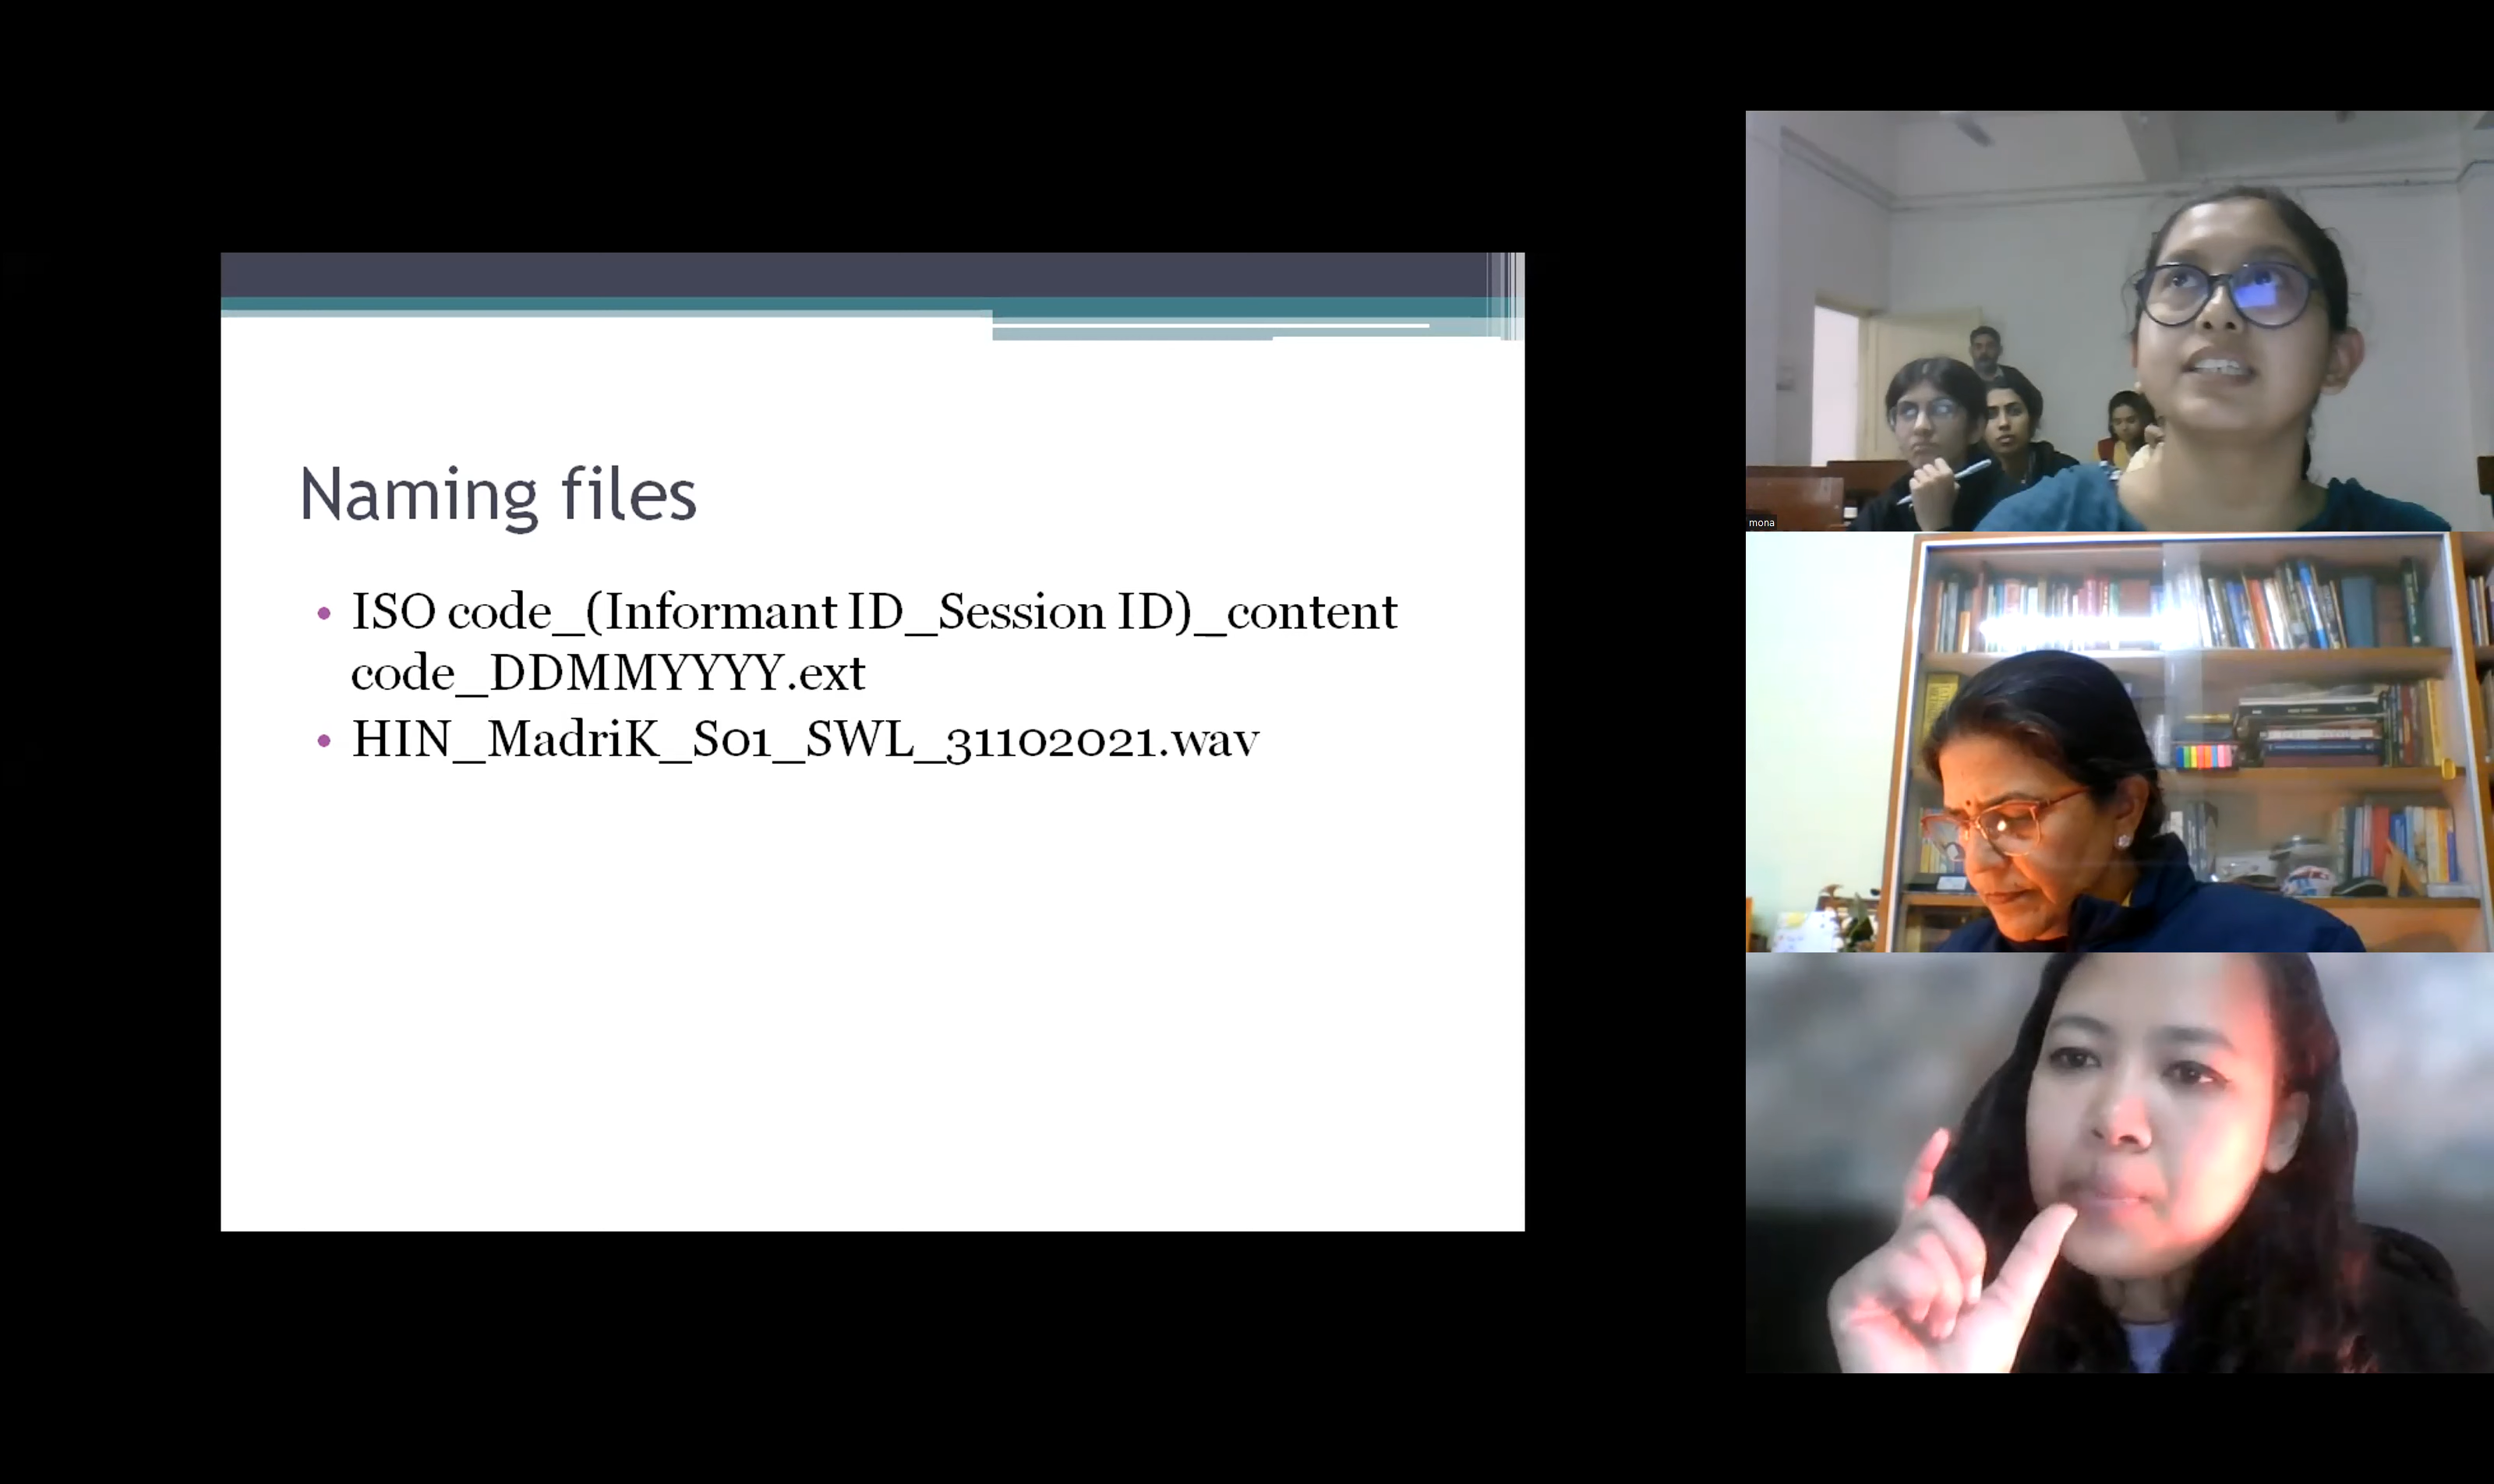 Naming files
• ISO code_(Informant ID_Session ID)_content
code_DDMMYYYY.ext
• HIN_MadriK_S01_SWL_31102021.wav
mona